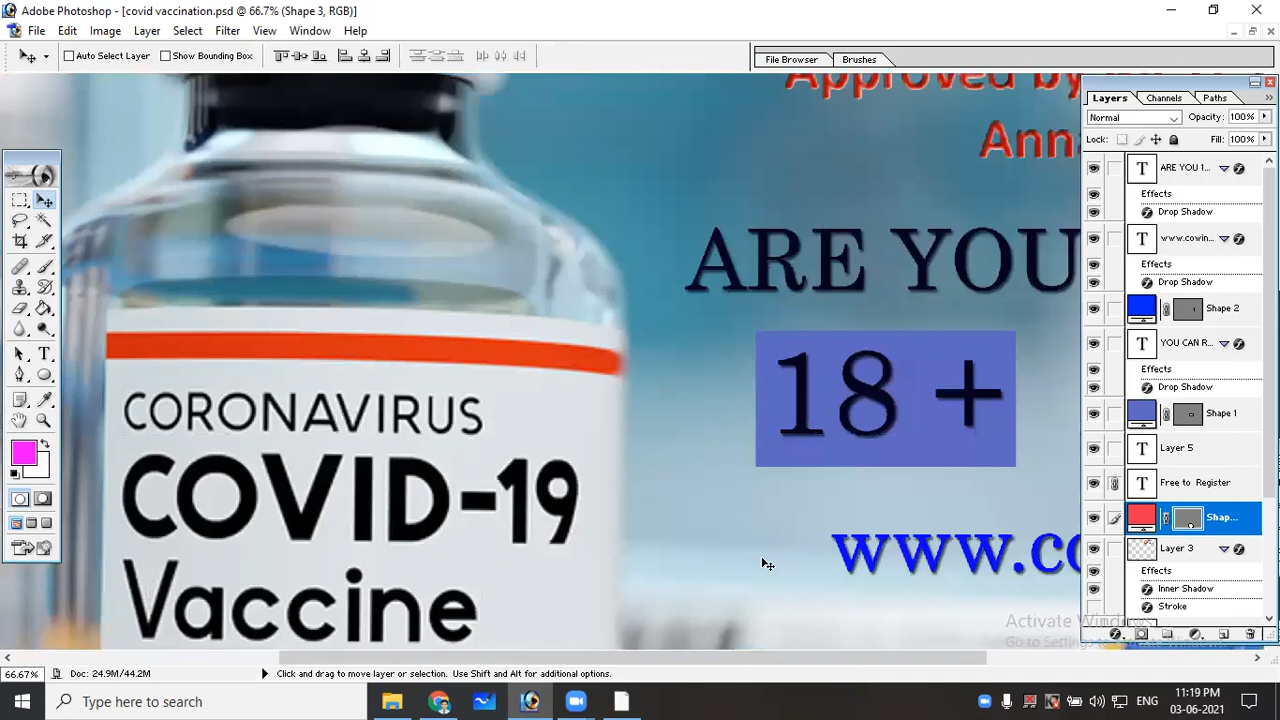 Adobe Photoshop - [covid vaccination.psd @ 66.7% (Shape 3, RGB)]
File Edit Image Layer Select Filter View Window Help
Auto Select Layer Show Bounding Box
File Browser Brushes
Approved by
Ann
ARE YOU
18 +
www.co
CORONAVIRUS
COVID-19
Vaccine
Layers Channels Paths
Normal Opacity: 100%
Lock: Fill: 100%
ARE YOU 1...
Effects
Drop Shadow
www.cowin...
Effects
Drop Shadow
Shape 2
YOU CAN R...
Effects
Drop Shadow
Shape 1
Layer 5
Free to Register
Shap...
Layer 3
Effects
Inner Shadow
Stroke
Activate Windows
Go to Settings to Activate Windows.
66.67% Doc: 24.9M/44.2M Click and drag to move layer or selection. Use Shift and Alt for additional options.
Type here to search
ENG
11:19 PM
03-06-2021